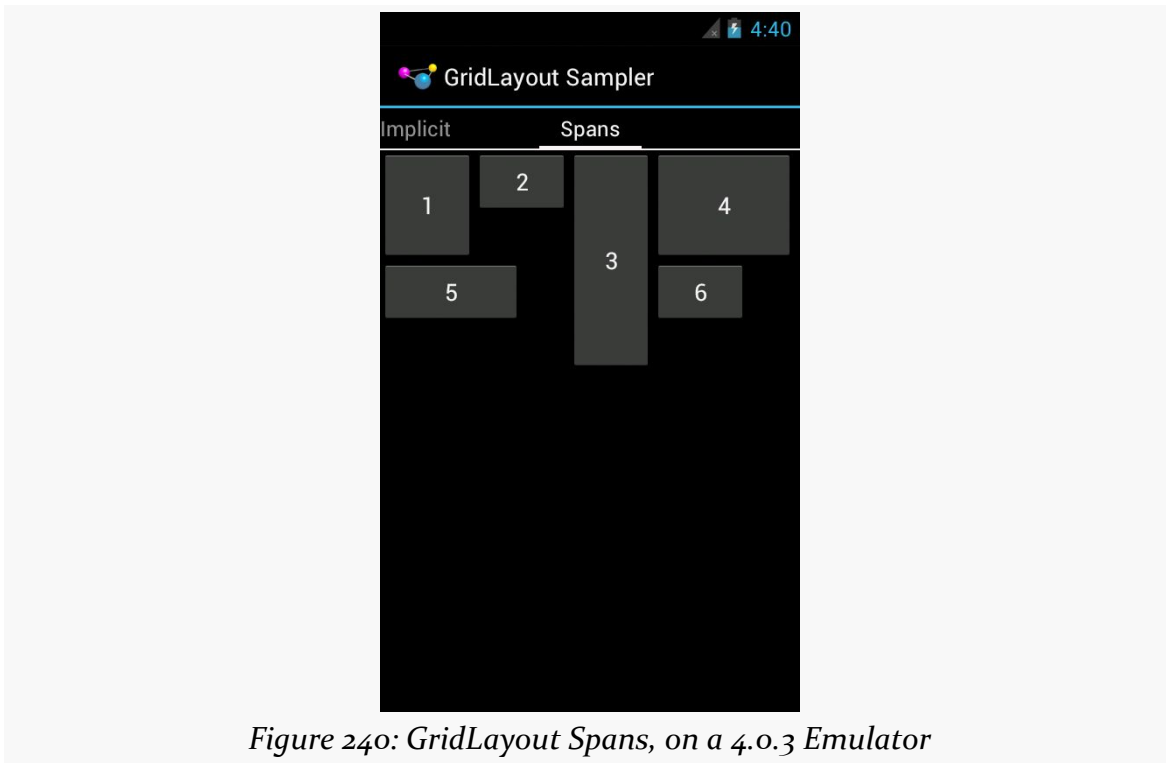 4:40
GridLayout Sampler
Implicit Spans
1 2 3 4
5 6
Figure 240: GridLayout Spans, on a 4.0.3 Emulator